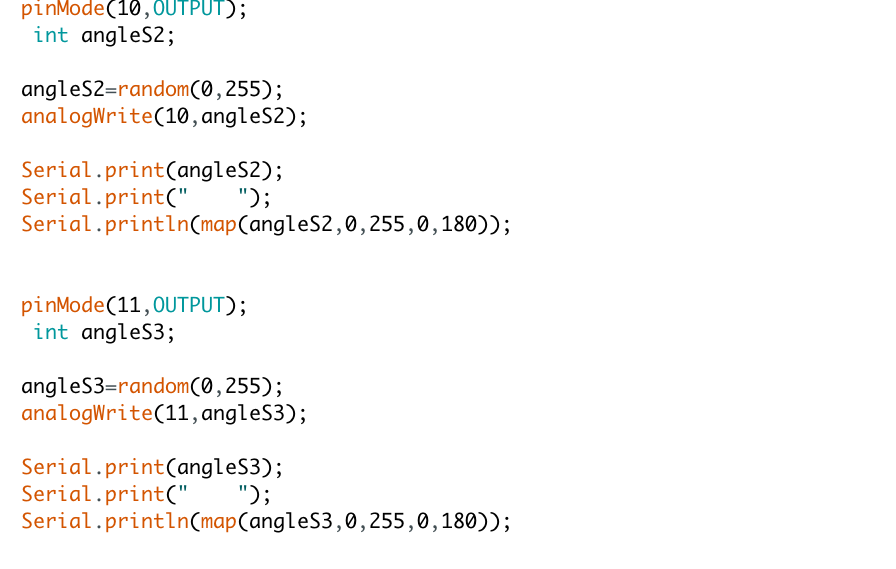 pinMode(10,OUTPUT);
 int angleS2;

angleS2=random(0,255);
analogWrite(10,angleS2);

Serial.print(angleS2);
Serial.print("    ");
Serial.println(map(angleS2,0,255,0,180));


pinMode(11,OUTPUT);
 int angleS3;

angleS3=random(0,255);
analogWrite(11,angleS3);

Serial.print(angleS3);
Serial.print("    ");
Serial.println(map(angleS3,0,255,0,180));